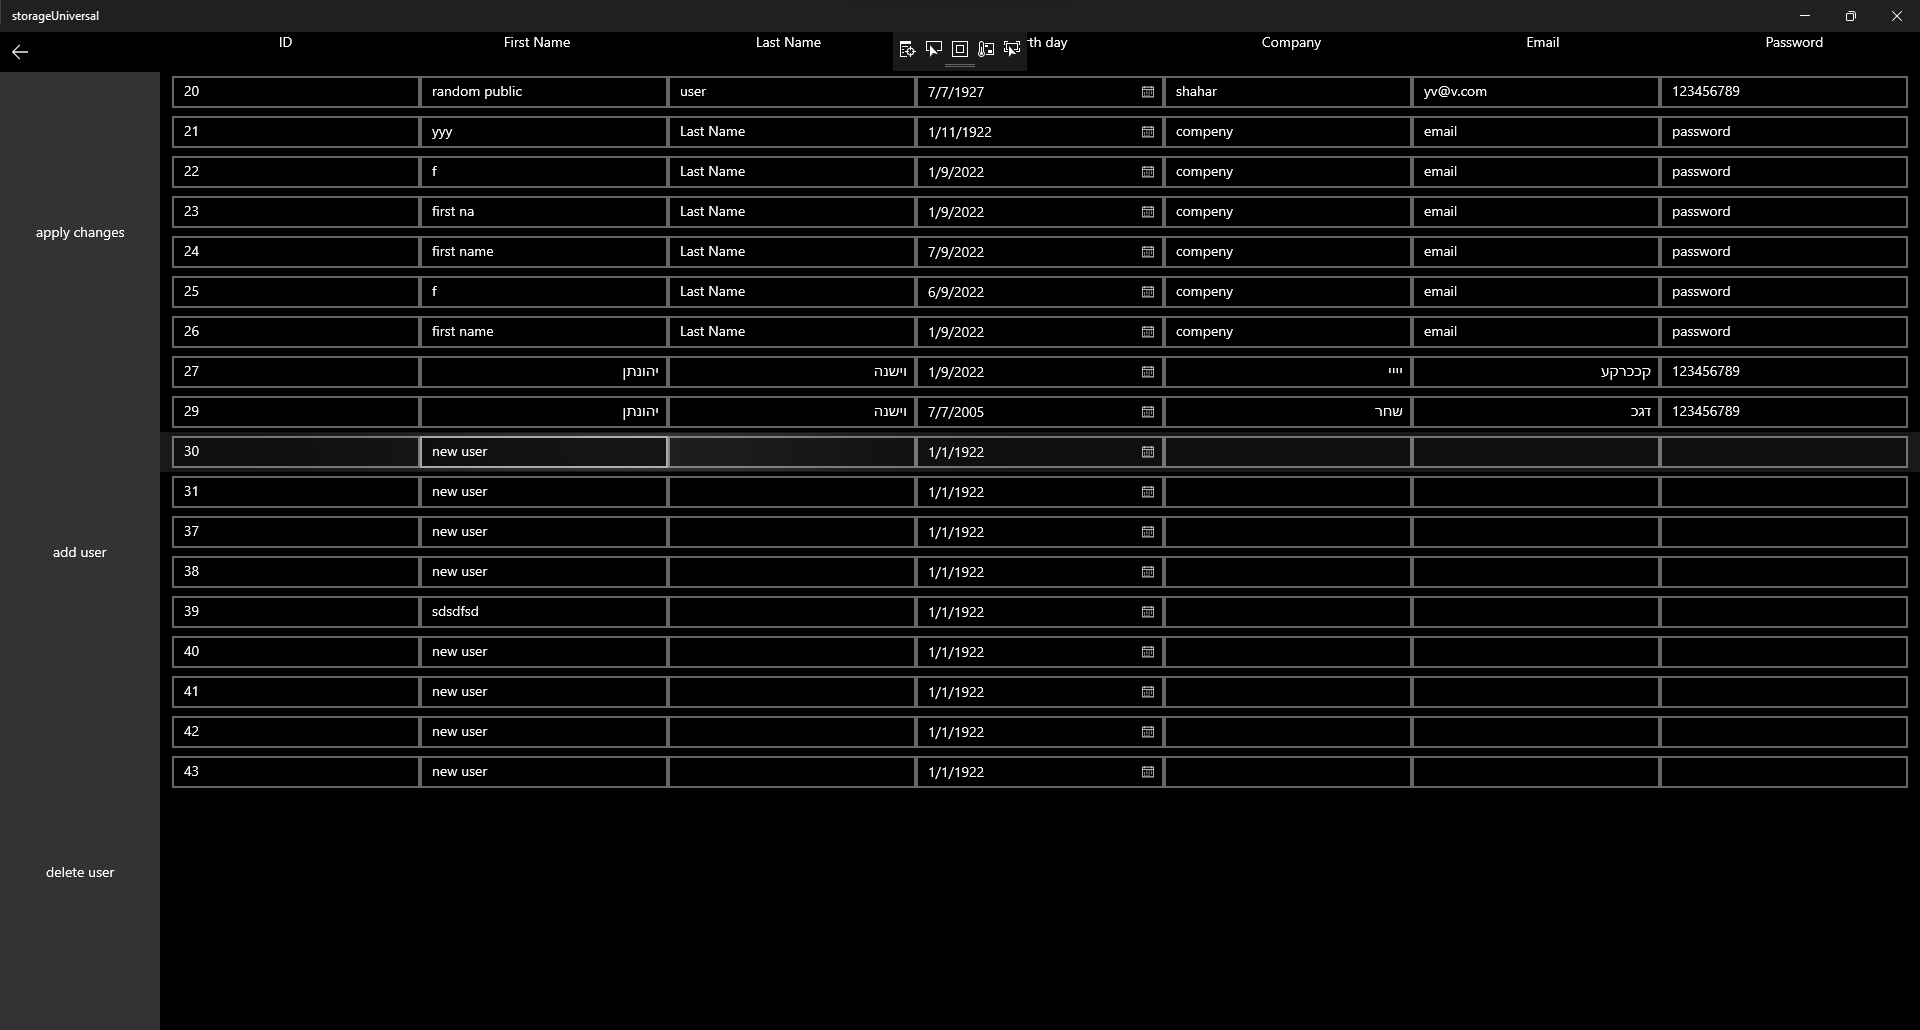 storageUniversal
ID First Name Last Name rth day Company Email Password
20 random public user 7/7/1927 shahar yv@v.com 123456789
21 yyy Last Name 1/11/1922 compeny email password
22 f Last Name 1/9/2022 compeny email password
23 first na Last Name 1/9/2022 compeny email password
apply changes
24 first name Last Name 7/9/2022 compeny email password
25 f Last Name 6/9/2022 compeny email password
26 first name Last Name 1/9/2022 compeny email password
27 יהונתן וישנה 1/9/2022 ייייי קככרקע 123456789
29 יהונתן וישנה 7/7/2005 שחר דגכ 123456789
30 new user 1/1/1922
31 new user 1/1/1922
37 new user 1/1/1922
add user
38 new user 1/1/1922
39 sdsdfsd 1/1/1922
40 new user 1/1/1922
41 new user 1/1/1922
42 new user 1/1/1922
43 new user 1/1/1922
delete user